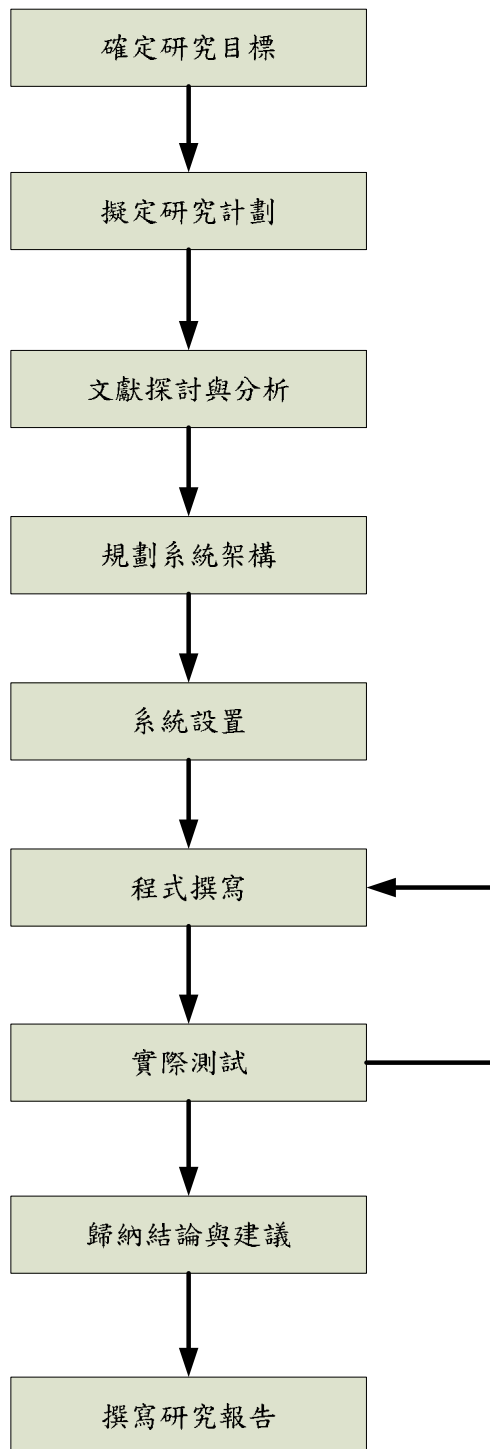 確定研究目標
擬定研究計劃
文獻探討與分析
規劃系統架構
系統設置
程式撰寫
實際測試
歸納結論與建議
撰寫研究報告